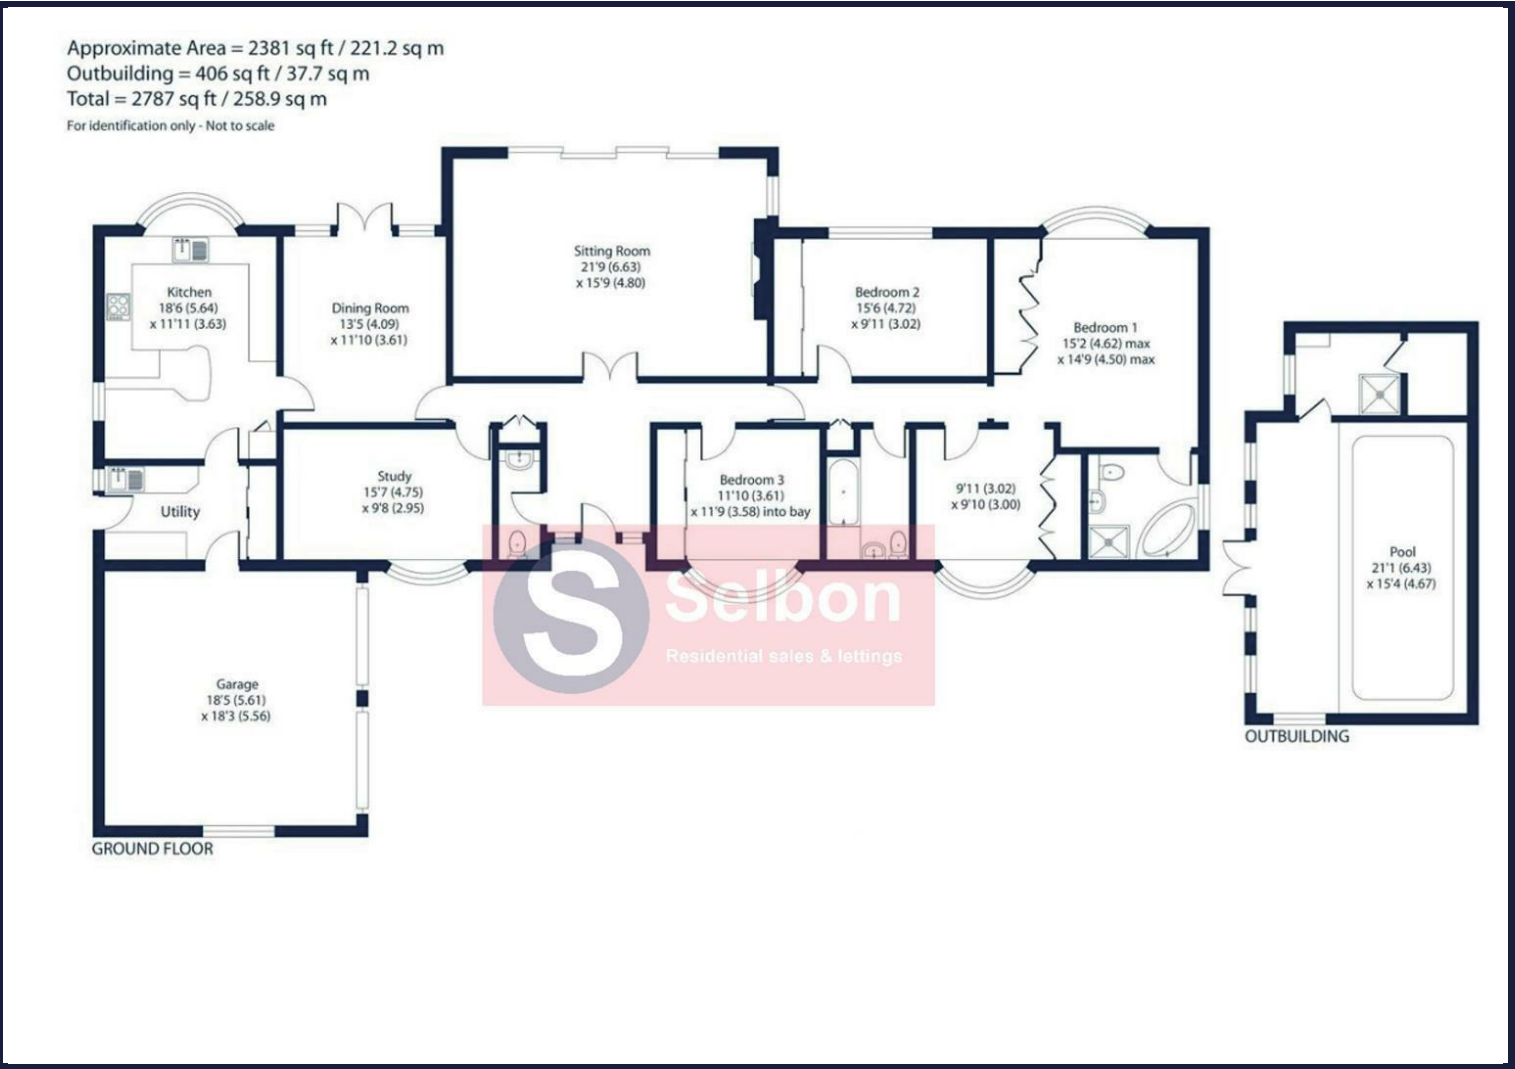 Approximate Area = 2381 sq ft / 221.2 sq m
Outbuilding = 406 sq ft / 37.7 sq m
Total = 2787 sq ft / 258.9 sq m
For identification only - Not to scale
Kitchen
18'6 (5.64)
x 11'11 (3.63)
Dining Room
13'5 (4.09)
x 11'10 (3.61)
Sitting Room
21'9 (6.63)
x 15'9 (4.80)
Bedroom 2
15'6 (4.72)
x 9'11 (3.02)
Bedroom 1
15'2 (4.62) max
x 14'9 (4.50) max
Utility
Study
15'7 (4.75)
x 9'8 (2.95)
Bedroom 3
11'10 (3.61)
x 11'9 (3.58) into bay
9'11 (3.02)
x 9'10 (3.00)
Pool
21'1 (6.43)
x 15'4 (4.67)
S Selbon
Residential sales & lettings
Garage
18'5 (5.61)
x 18'3 (5.56)
OUTBUILDING
GROUND FLOOR